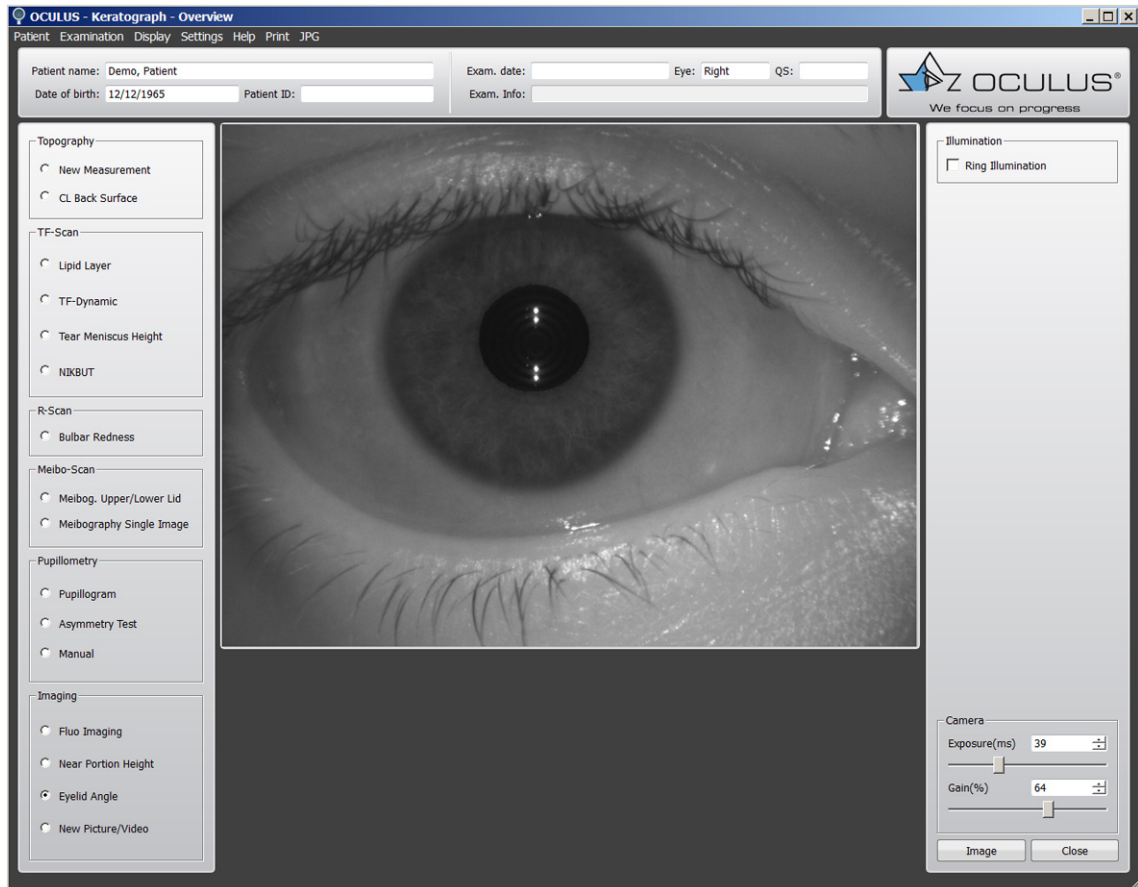 OCULUS - Keratograph - Overview
Patient Examination Display Settings Help Print JPG
Patient name: Demo, Patient
Date of birth: 12/12/1965 Patient ID:
Exam. date: Eye: Right QS:
Exam. Info:
OCULUS®
We focus on progress
Topography
New Measurement
CL Back Surface
TF-Scan
Lipid Layer
TF-Dynamic
Tear Meniscus Height
NIKBUT
R-Scan
Bulbar Redness
Meibo-Scan
Meibog. Upper/Lower Lid
Meibography Single Image
Pupillometry
Pupillogram
Asymmetry Test
Manual
Imaging
Fluo Imaging
Near Portion Height
Eyelid Angle
New Picture/Video
Illumination
Ring Illumination
Camera
Exposure(ms) 39
Gain(%) 64
Image Close